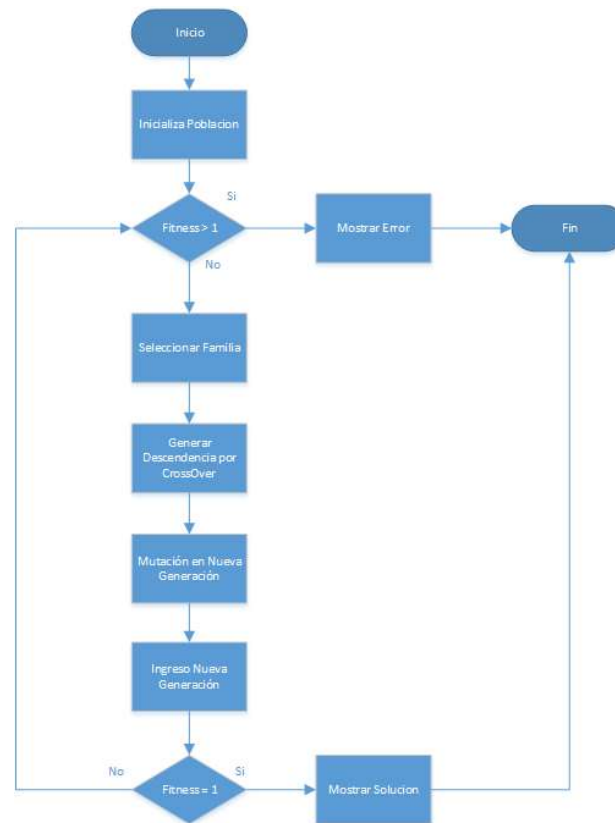 Inicio
Inicializa Poblacion
Si
Fitness > 1
Mostrar Error
Fin
No
Seleccionar Familia
Generar
Descendencia por
CrossOver
Mutación en Nueva
Generación
Ingreso Nueva
Generación
No
Si
Fitness = 1
Mostrar Solucion